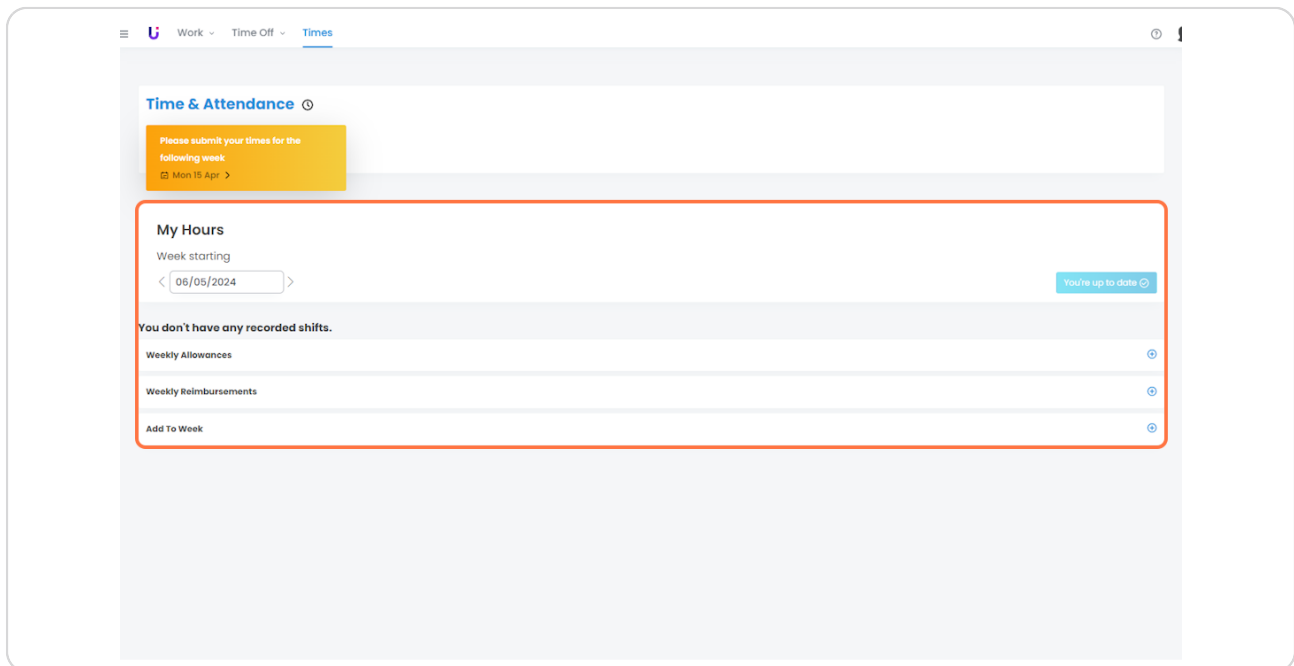 Work
Time Off
Times
Time & Attendance
Please submit your times for the
following week
Mon 15 Apr
My Hours
Week starting
06/05/2024
You're up to date
You don't have any recorded shifts.
Weekly Allowances
Weekly Reimbursements
Add To Week